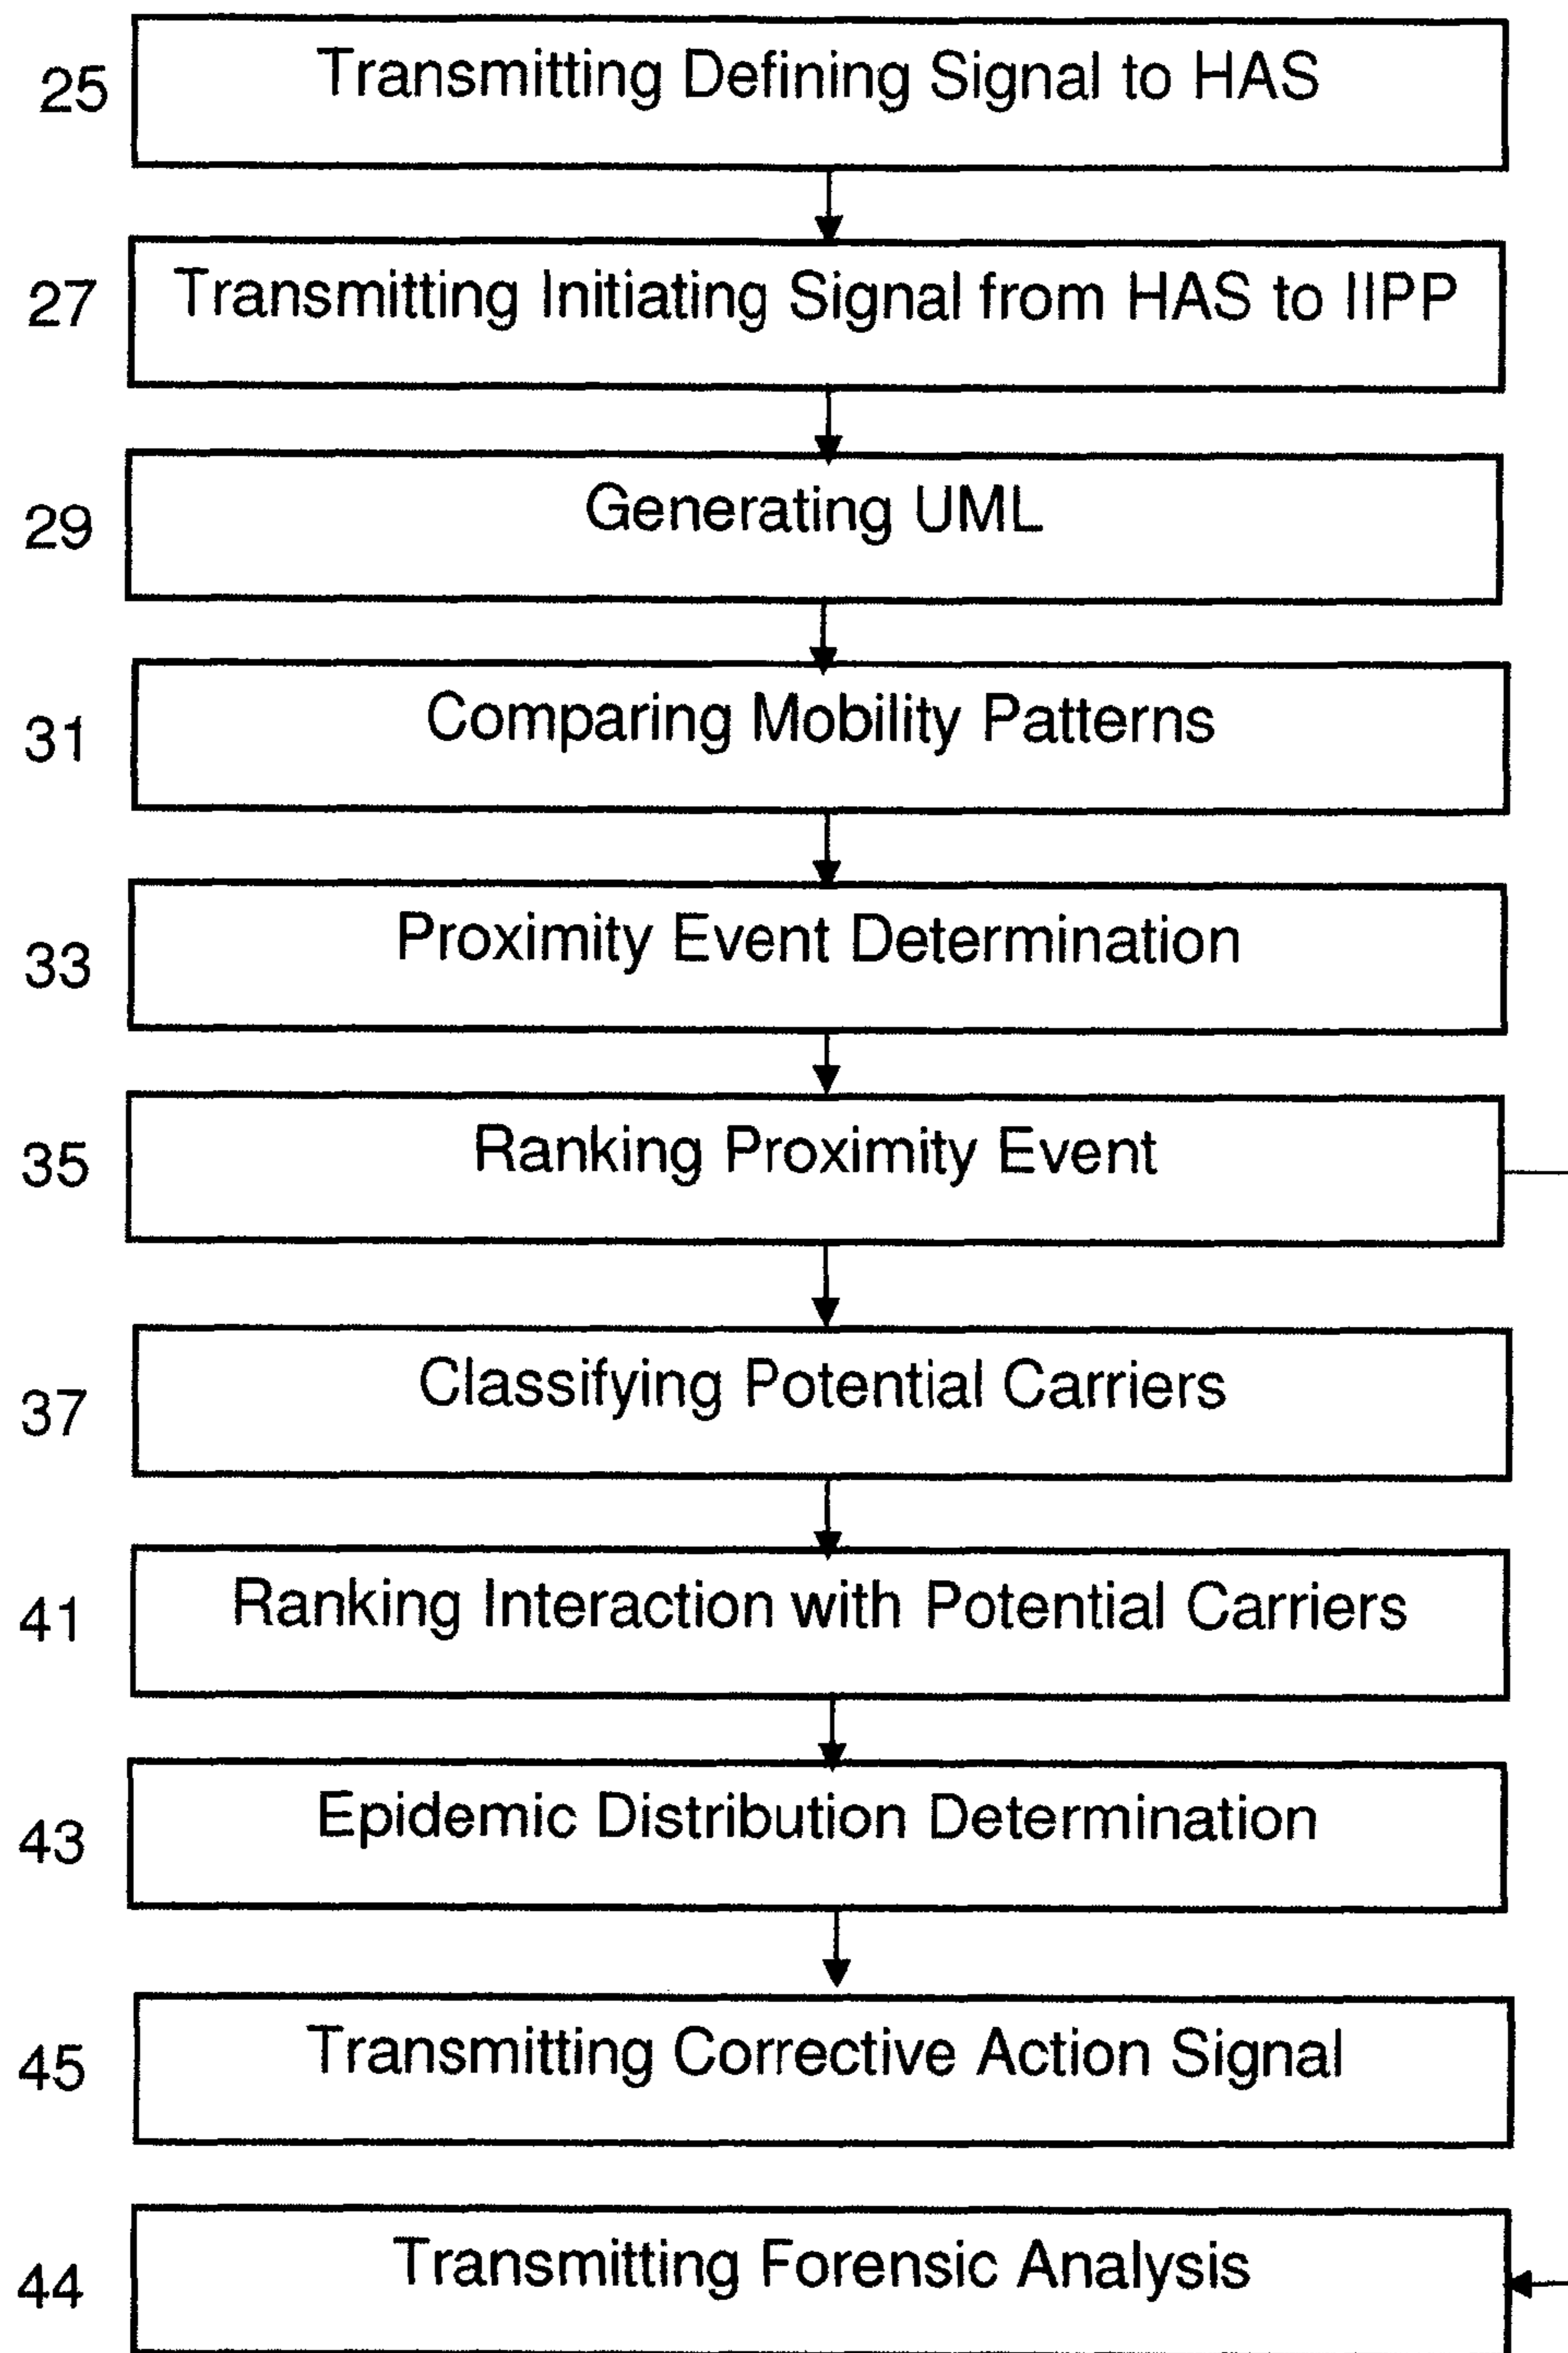 25 Transmitting Defining Signal to HAS
27 Transmitting Initiating Signal from HAS to IIPP
29 Generating UML
31 Comparing Mobility Patterns
33 Proximity Event Determination
35 Ranking Proximity Event
37 Classifying Potential Carriers
41 Ranking Interaction with Potential Carriers
43 Epidemic Distribution Determination
45 Transmitting Corrective Action Signal
44 Transmitting Forensic Analysis